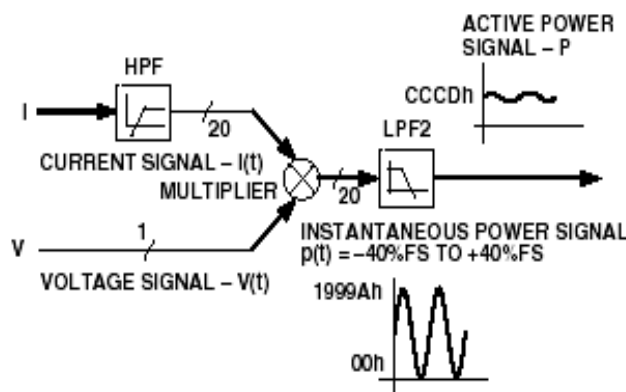 ACTIVE POWER
SIGNAL – P
HPF
CCCDh
I
20
LPF2
CURRENT SIGNAL – I(t)
MULTIPLIER
20
1
V
INSTANTANEOUS POWER SIGNAL
p(t) = –40%FS TO +40%FS
VOLTAGE SIGNAL – V(t)
1999Ah
00h